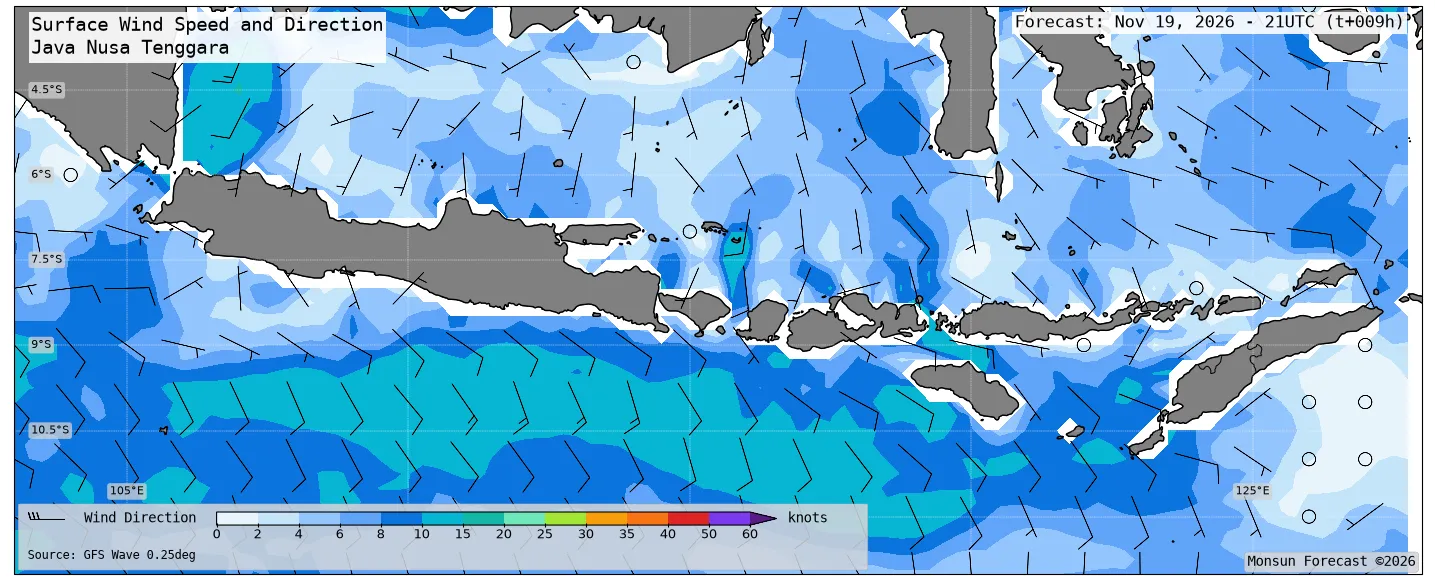 Surface Wind Speed and Direction
Java Nusa Tenggara
Forecast: Nov 19, 2026 - 21UTC (t+009h)
4.5°S
6°S
7.5°S
9°S
10.5°S
105°E
125°E
Wind Direction
0 2 4 6 8 10 15 20 25 30 35 40 50 60
knots
Source: GFS Wave 0.25deg
Monsun Forecast ©2026